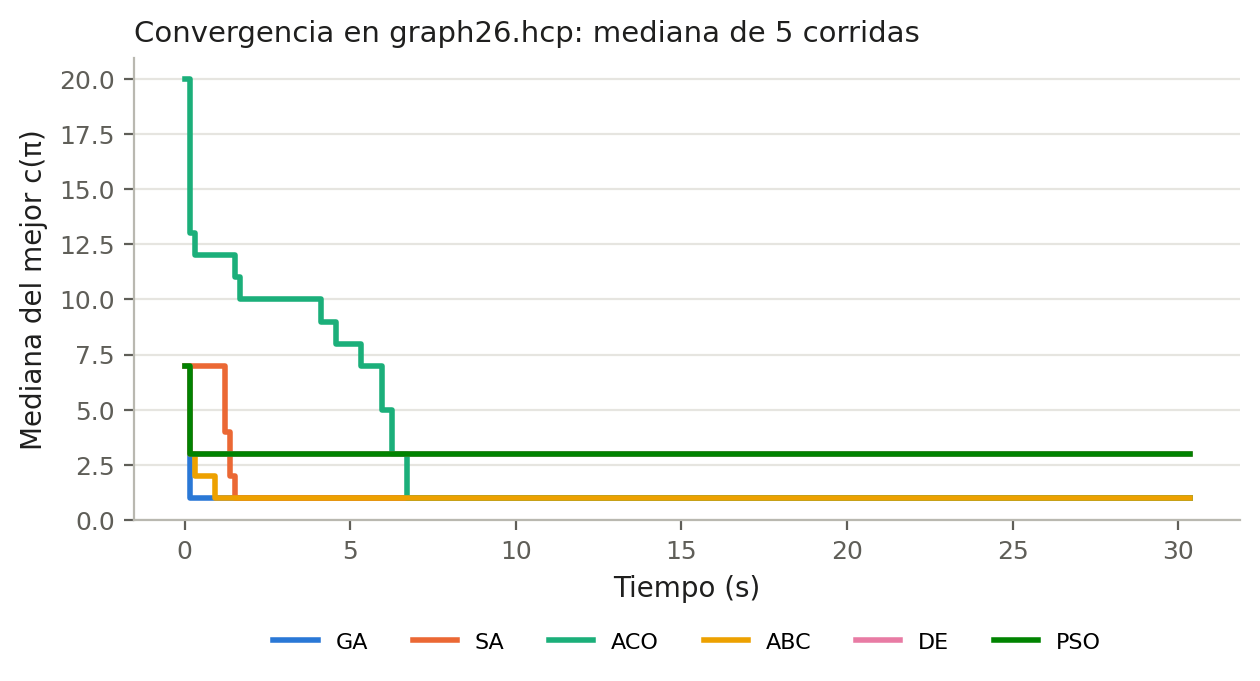 Convergencia en graph26.hcp: mediana de 5 corridas
Mediana del mejor c(π)
20.0
17.5
15.0
12.5
10.0
7.5
5.0
2.5
0.0
0 5 10 15 20 25 30
Tiempo (s)
GA SA ACO ABC DE PSO